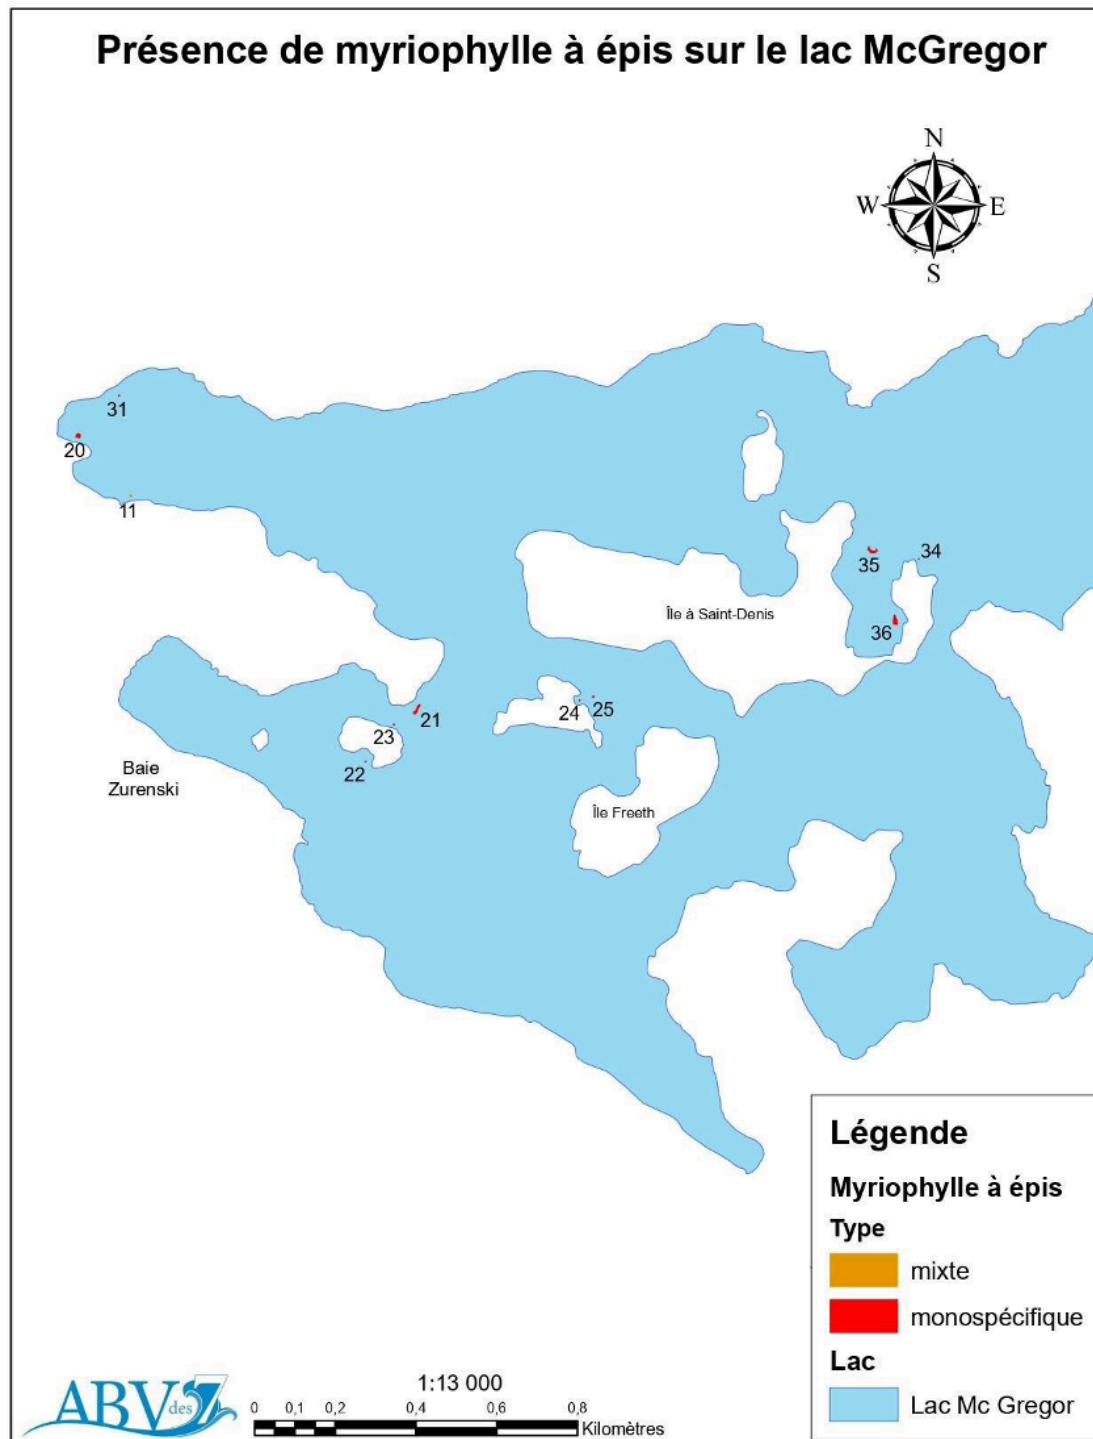 Présence de myriophylle à épis sur le lac McGregor
N
W E
S
31
20
11
34
35
Île à Saint-Denis
36
24 25
21
23
22
Baie
Zurenski
Île Freeth
Légende
Myriophylle à épis
Type
mixte
monospécifique
Lac
Lac Mc Gregor
ABV des 7
1:13 000
0 0,1 0,2 0,4 0,6 0,8
Kilomètres